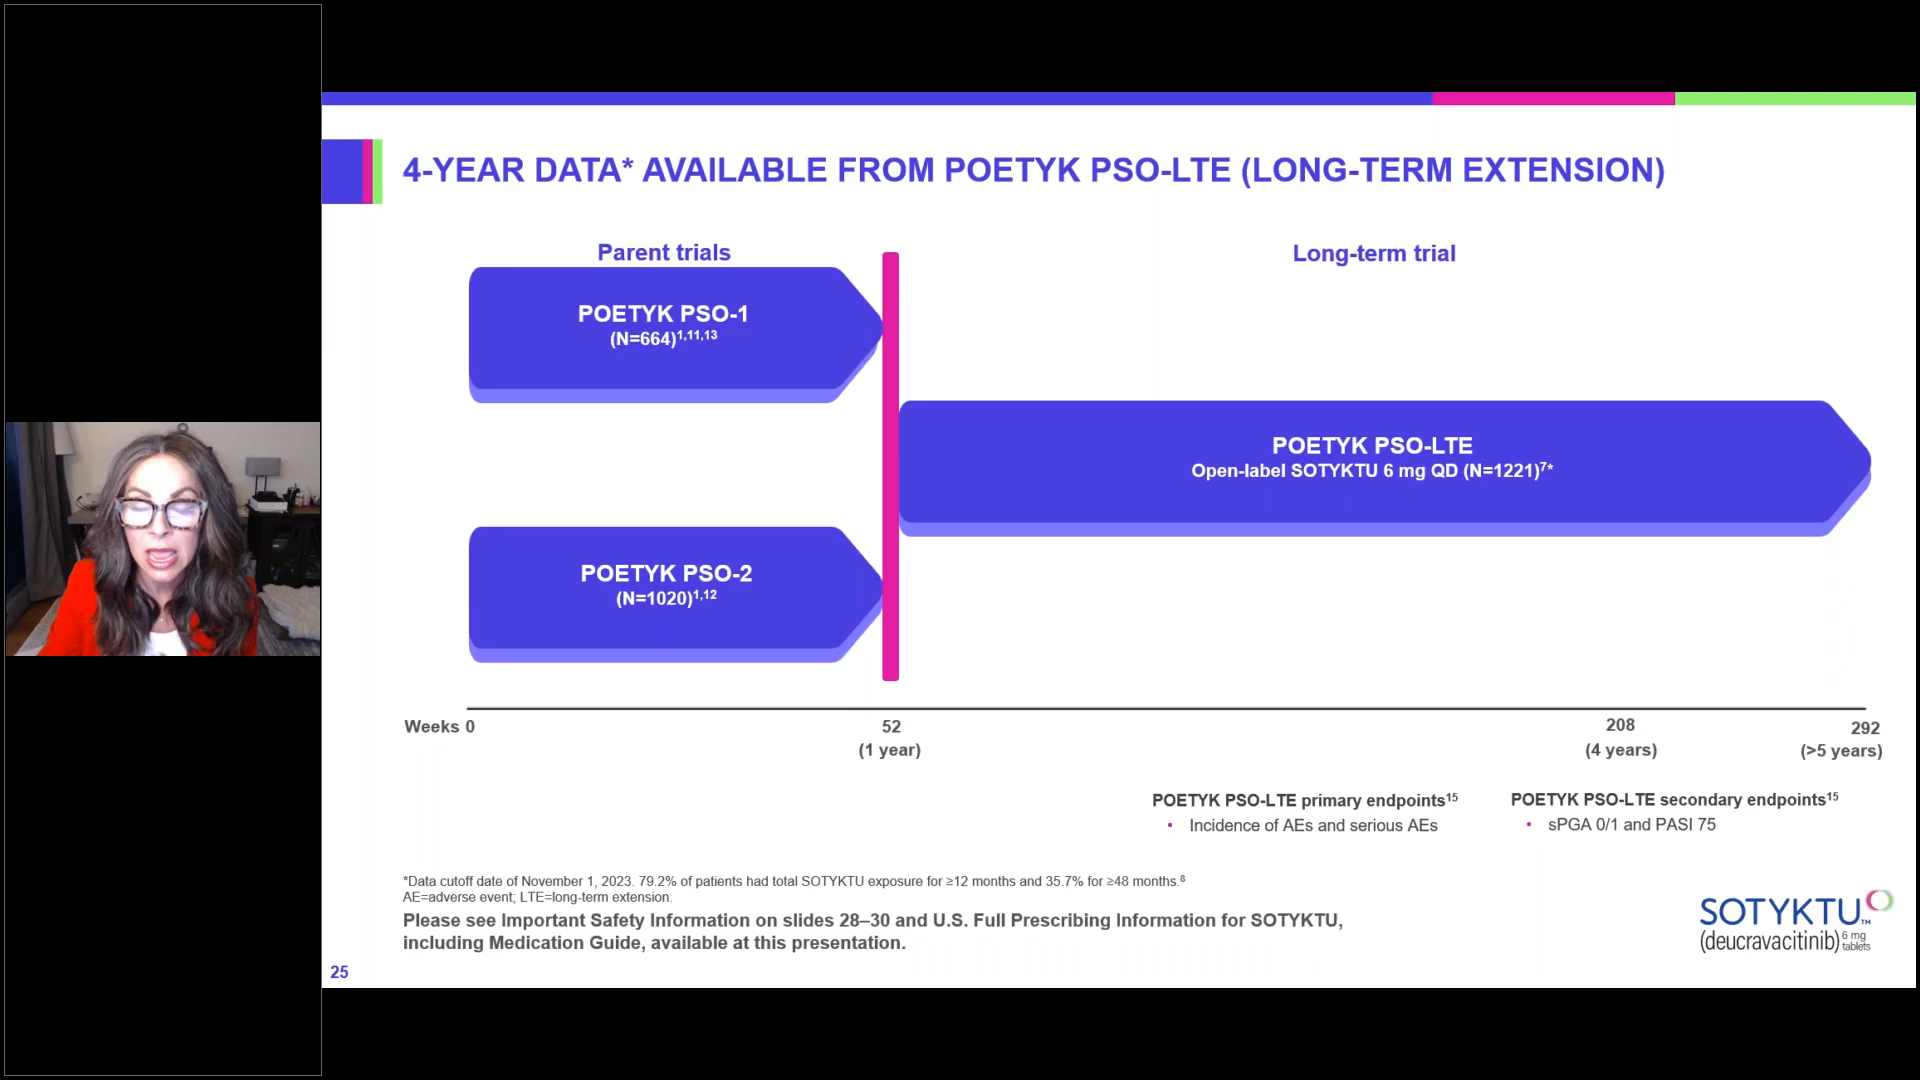 4-YEAR DATA* AVAILABLE FROM POETYK PSO-LTE (LONG-TERM EXTENSION)
Parent trials
Long-term trial
POETYK PSO-1
(N=664)1,11,13
POETYK PSO-LTE
Open-label SOTYKTU 6 mg QD (N=1221)7*
POETYK PSO-2
(N=1020)1,12
Weeks 0
52
(1 year)
208
(4 years)
292
(>5 years)
POETYK PSO-LTE primary endpoints15
• Incidence of AEs and serious AEs
POETYK PSO-LTE secondary endpoints15
• sPGA 0/1 and PASI 75
*Data cutoff date of November 1, 2023. 79.2% of patients had total SOTYKTU exposure for ≥12 months and 35.7% for ≥48 months.8
AE=adverse event; LTE=long-term extension.
Please see Important Safety Information on slides 28–30 and U.S. Full Prescribing Information for SOTYKTU,
including Medication Guide, available at this presentation.
SOTYKTU™
(deucravacitinib) 6 mg tablets
25